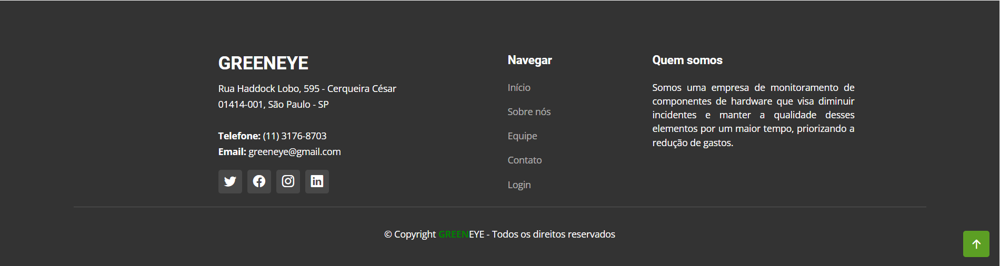 GREENEYE
Rua Haddock Lobo, 595 - Cerqueira César
01414-001, São Paulo - SP
Telefone: (11) 3176-8703
Email: greeneye@gmail.com
Navegar
Início
Sobre nós
Equipe
Contato
Login
Quem somos
Somos uma empresa de monitoramento de
componentes de hardware que visa diminuir
incidentes e manter a qualidade desses
elementos por um maior tempo, priorizando a
redução de gastos.
© Copyright GREENEYE - Todos os direitos reservados